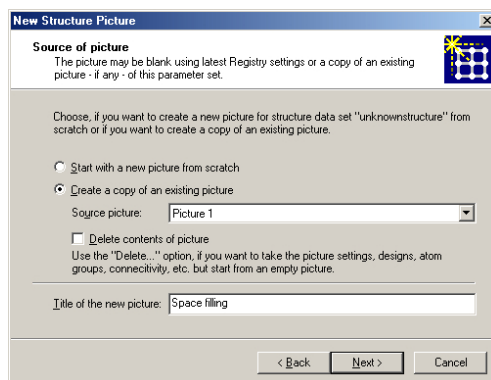 New Structure Picture
Source of picture
The picture may be blank using latest Registry settings or a copy of an existing
picture - if any - of this parameter set.
Choose, if you want to create a new picture for structure data set "unknownstructure" from
scratch or if you want to create a copy of an existing picture.
Start with a new picture from scratch
Create a copy of an existing picture
Source picture: Picture 1
Delete contents of picture
Use the "Delete..." option, if you want to take the picture settings, designs, atom
groups, connecitivity, etc. but start from an empty picture.
Title of the new picture: Space filling
< Back Next > Cancel